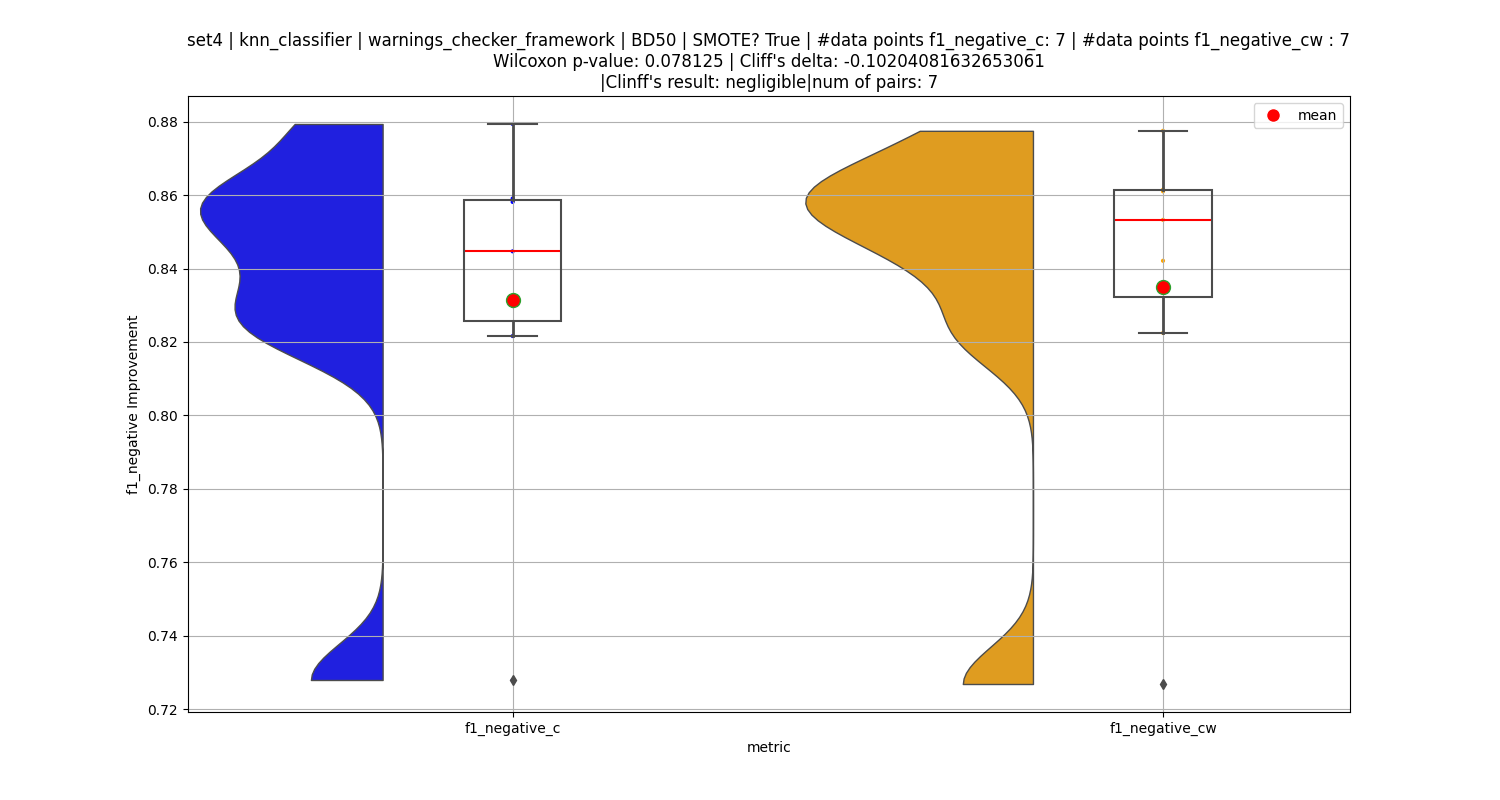 set4 | knn_classifier | warnings_checker_framework | BD50 | SMOTE? True | #data points f1_negative_c: 7 | #data points f1_negative_cw : 7
Wilcoxon p-value: 0.078125 | Cliff's delta: -0.10204081632653061
|Clinff's result: negligible|num of pairs: 7
mean
0.88
0.86
0.84
0.82
0.80
0.78
0.76
0.74
0.72
f1_negative Improvement
f1_negative_c
f1_negative_cw
metric